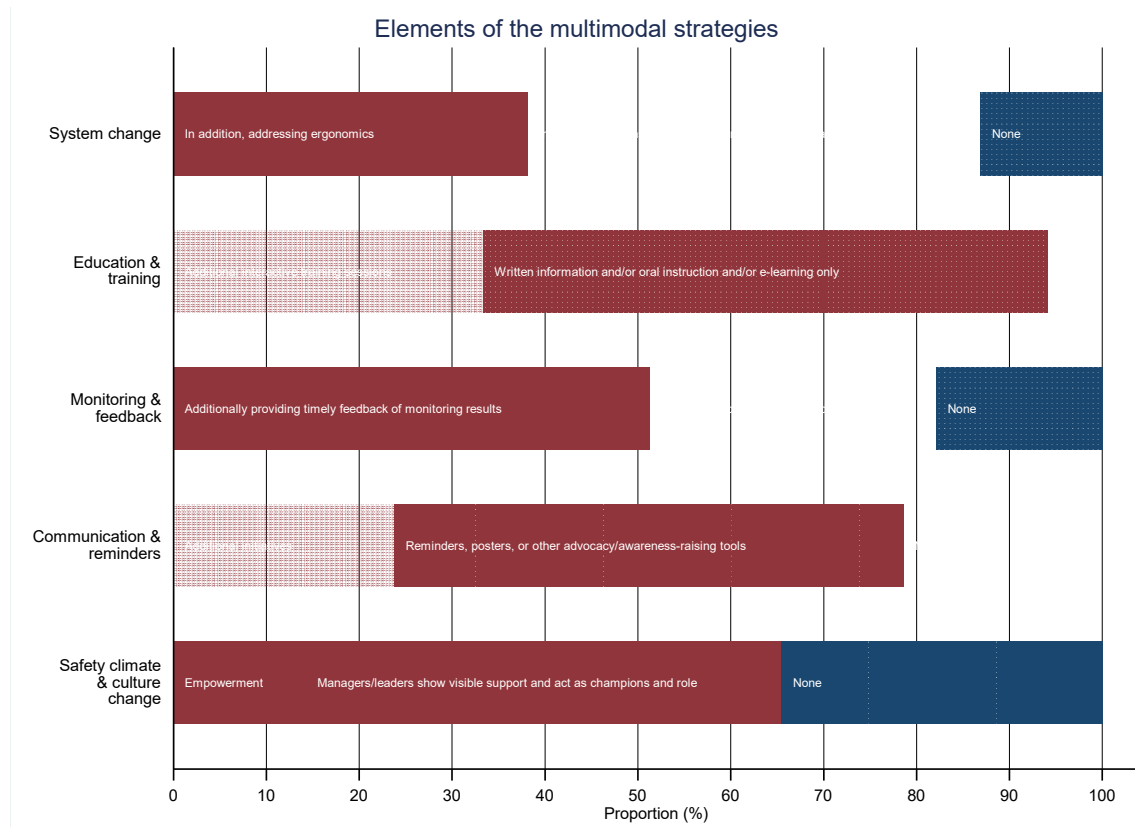 Elements of the multimodal strategies
System change
In addition, addressing ergonomics
None
Education &
training
Written information and/or oral instruction and/or e-learning only
Monitoring &
feedback
Additionally providing timely feedback of monitoring results
None
Communication &
reminders
Reminders, posters, or other advocacy/awareness-raising tools
Safety climate
& culture
change
Empowerment
Managers/leaders show visible support and act as champions and role
None
0 10 20 30 40 50 60 70 80 90 100
Proportion (%)